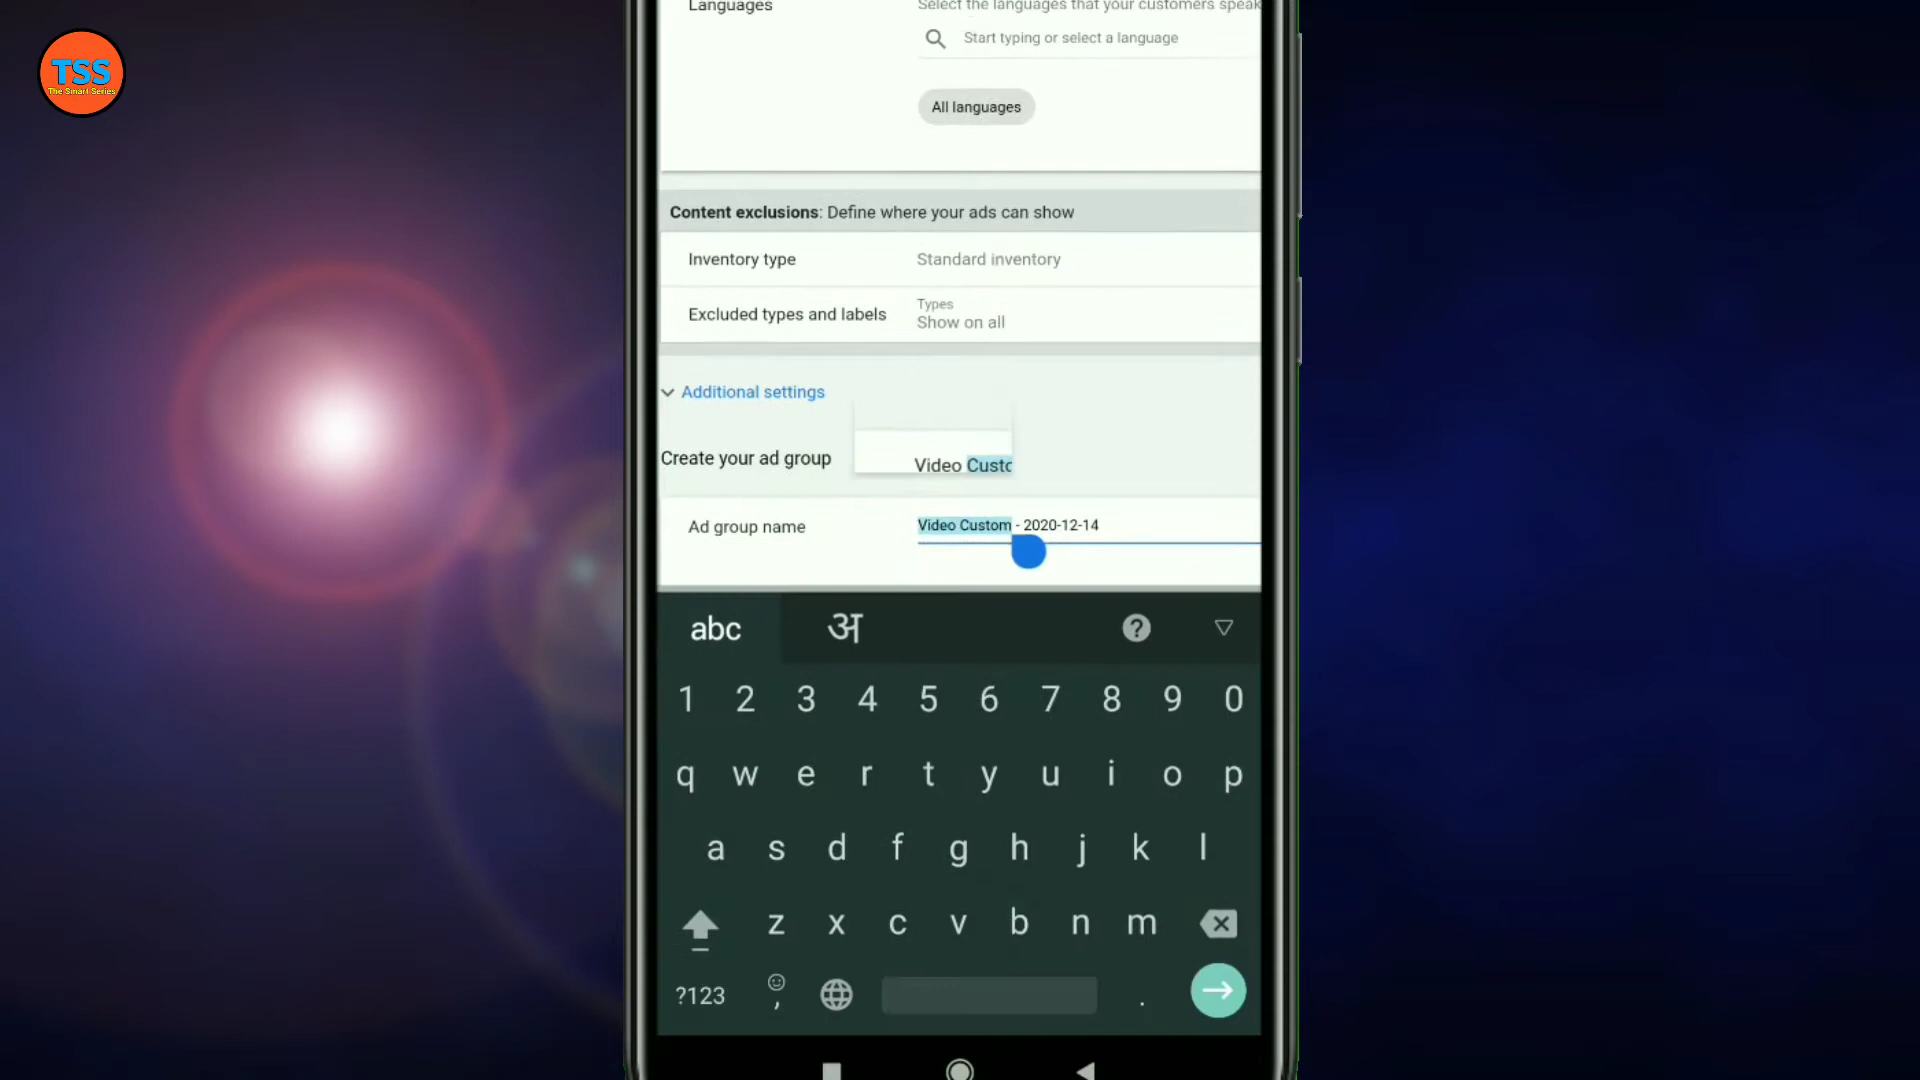 TSS
The Smart Series
Languages
Select the languages that your customers speak
Start typing or select a language
All languages
Content exclusions: Define where your ads can show
Inventory type
Standard inventory
Excluded types and labels
Types
Show on all
Additional settings
Video Custo
Create your ad group
Ad group name
Video Custom - 2020-12-14
abc अ ?
1 2 3 4 5 6 7 8 9 0
q w e r t y u i o p
a s d f g h j k l
z x c v b n m
?123 , .